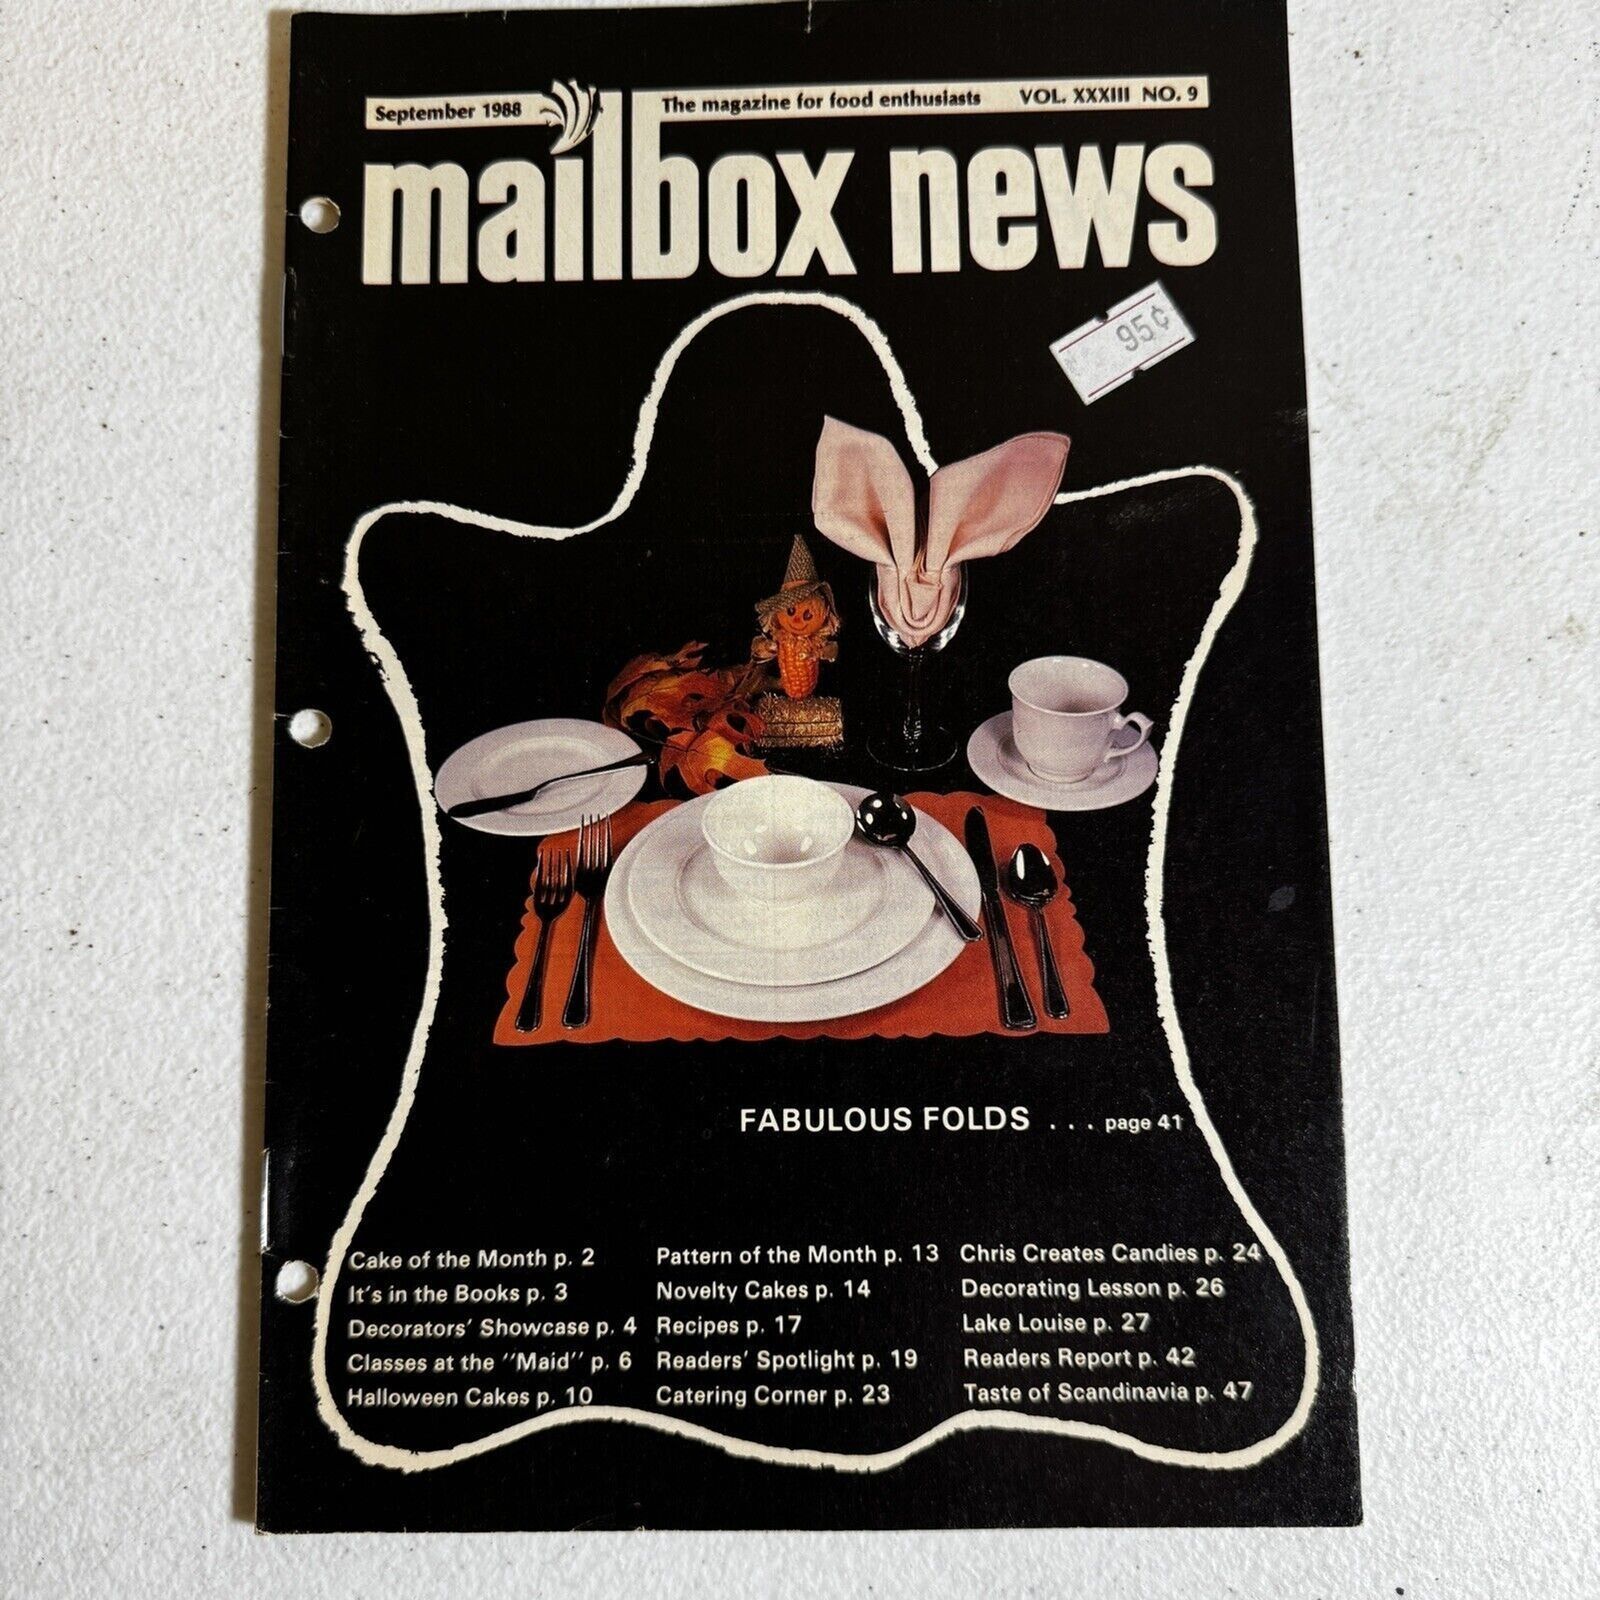 September 1988
The magazine for food enthusiasts
VOL. XXXIII NO. 9
mailbox news
95¢
FABULOUS FOLDS . . . page 41
Cake of the Month p. 2
It's in the Books p. 3
Decorators' Showcase p. 4
Classes at the "Maid" p. 6
Halloween Cakes p. 10
Pattern of the Month p. 13
Novelty Cakes p. 14
Recipes p. 17
Readers' Spotlight p. 19
Catering Corner p. 23
Chris Creates Candies p. 24
Decorating Lesson p. 26
Lake Louise p. 27
Readers Report p. 42
Taste of Scandinavia p. 47